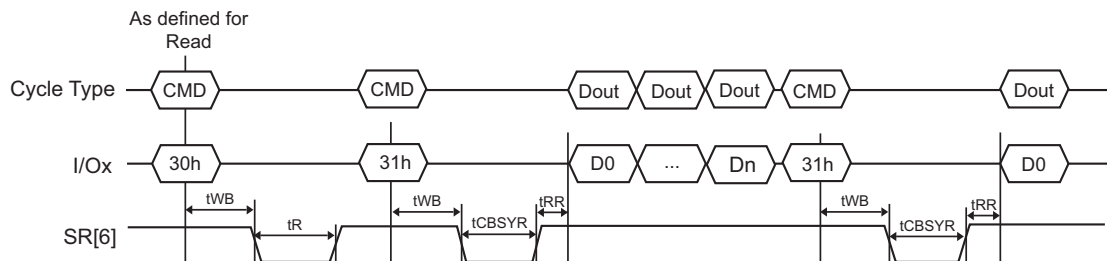 As defined for
Read
Cycle Type CMD CMD Dout Dout Dout CMD Dout
I/Ox 30h 31h D0 ... Dn 31h D0
tWB tWB tRR tWB tRR
SR[6] tR tCBSYR tCBSYR